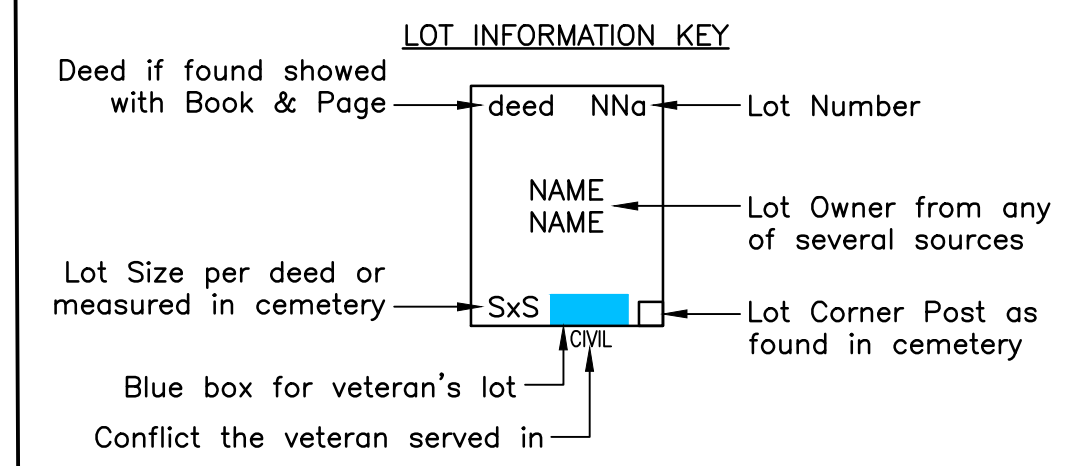 LOT INFORMATION KEY
Deed if found showed
with Book & Page
deed NNa
Lot Number
NAME
NAME
Lot Owner from any
of several sources
Lot Size per deed or
measured in cemetery
SxS
Lot Corner Post as
found in cemetery
CIVIL
Blue box for veteran's lot
Conflict the veteran served in